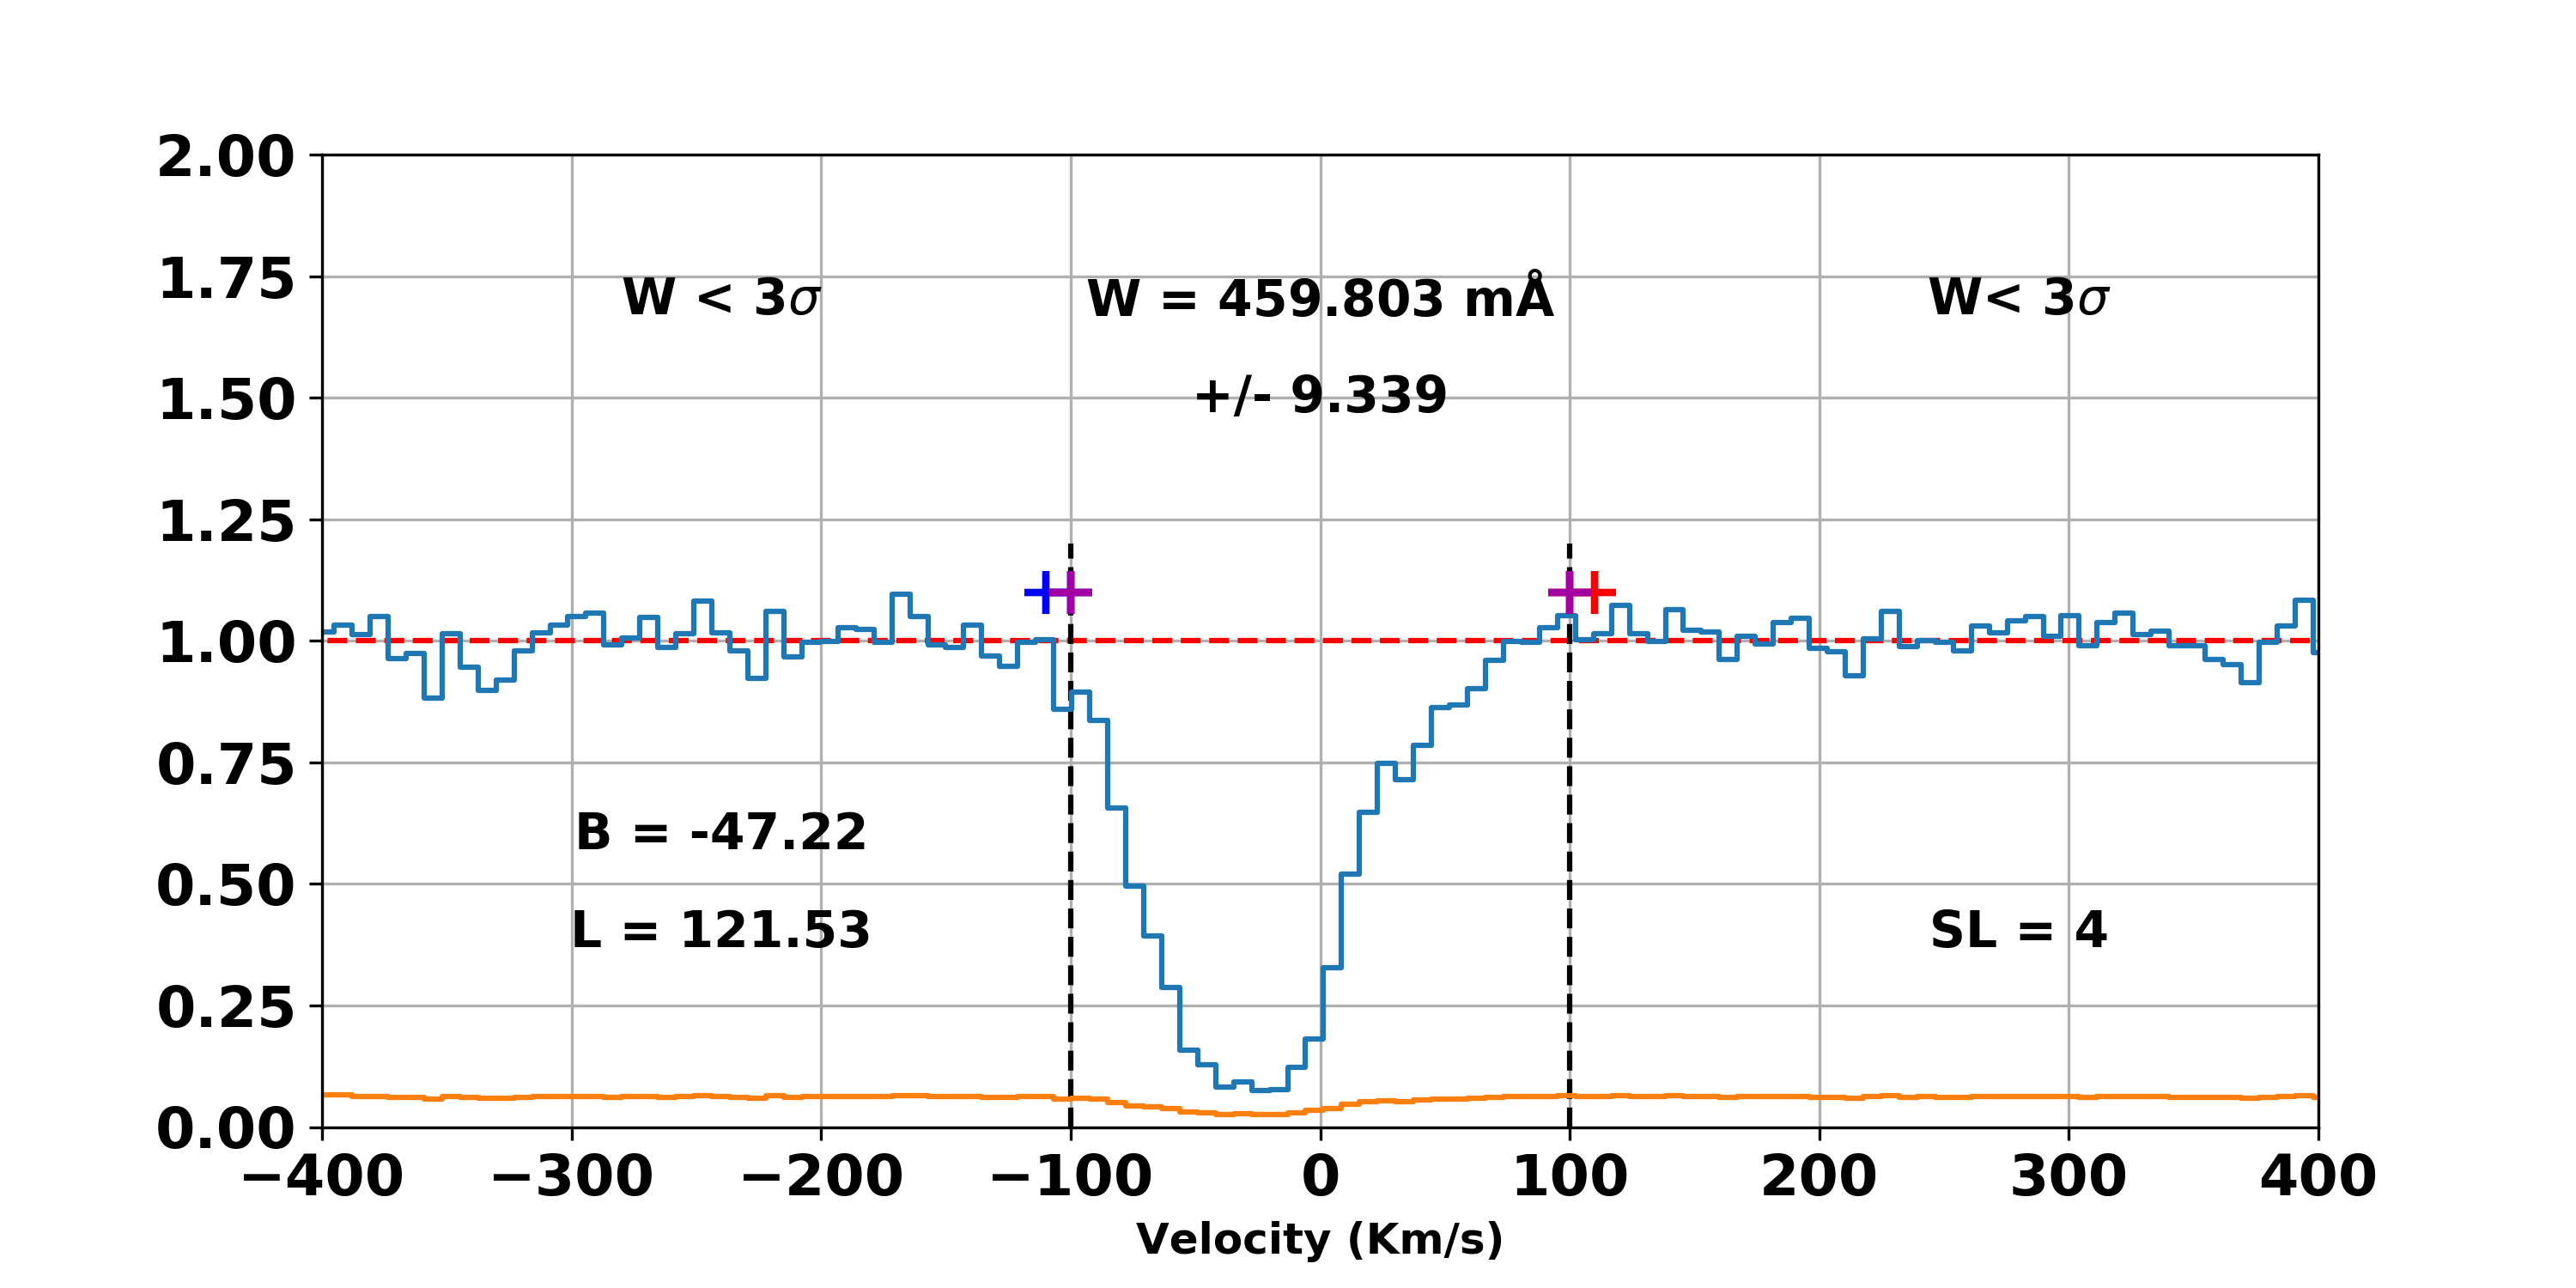 2.00
1.75
1.50
1.25
1.00
0.75
0.50
0.25
0.00
W < 3σ
W = 459.803 mÅ
+/- 9.339
W< 3σ
B = -47.22
L = 121.53
SL = 4
−400 −300 −200 −100 0 100 200 300 400
Velocity (Km/s)